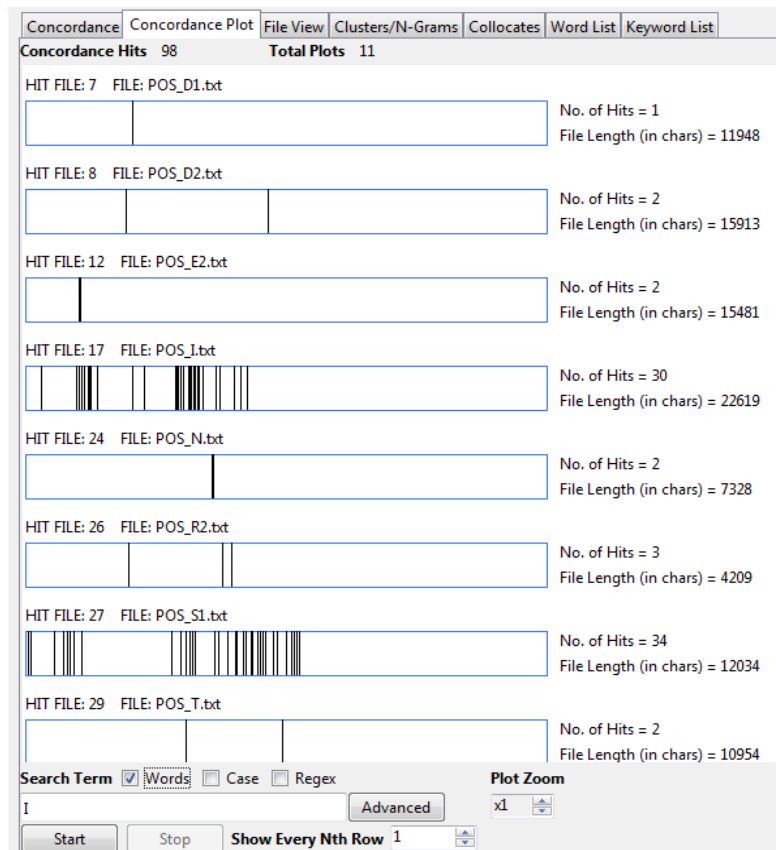 Concordance Concordance Plot File View Clusters/N-Grams Collocates Word List Keyword List
Concordance Hits 98 Total Plots 11
HIT FILE: 7 FILE: POS_D1.txt
No. of Hits = 1
File Length (in chars) = 11948
HIT FILE: 8 FILE: POS_D2.txt
No. of Hits = 2
File Length (in chars) = 15913
HIT FILE: 12 FILE: POS_E2.txt
No. of Hits = 2
File Length (in chars) = 15481
HIT FILE: 17 FILE: POS_I.txt
No. of Hits = 30
File Length (in chars) = 22619
HIT FILE: 24 FILE: POS_N.txt
No. of Hits = 2
File Length (in chars) = 7328
HIT FILE: 26 FILE: POS_R2.txt
No. of Hits = 3
File Length (in chars) = 4209
HIT FILE: 27 FILE: POS_S1.txt
No. of Hits = 34
File Length (in chars) = 12034
HIT FILE: 29 FILE: POS_T.txt
No. of Hits = 2
File Length (in chars) = 10954
Search Term Words Case Regex Plot Zoom
I Advanced x1
Start Stop Show Every Nth Row 1